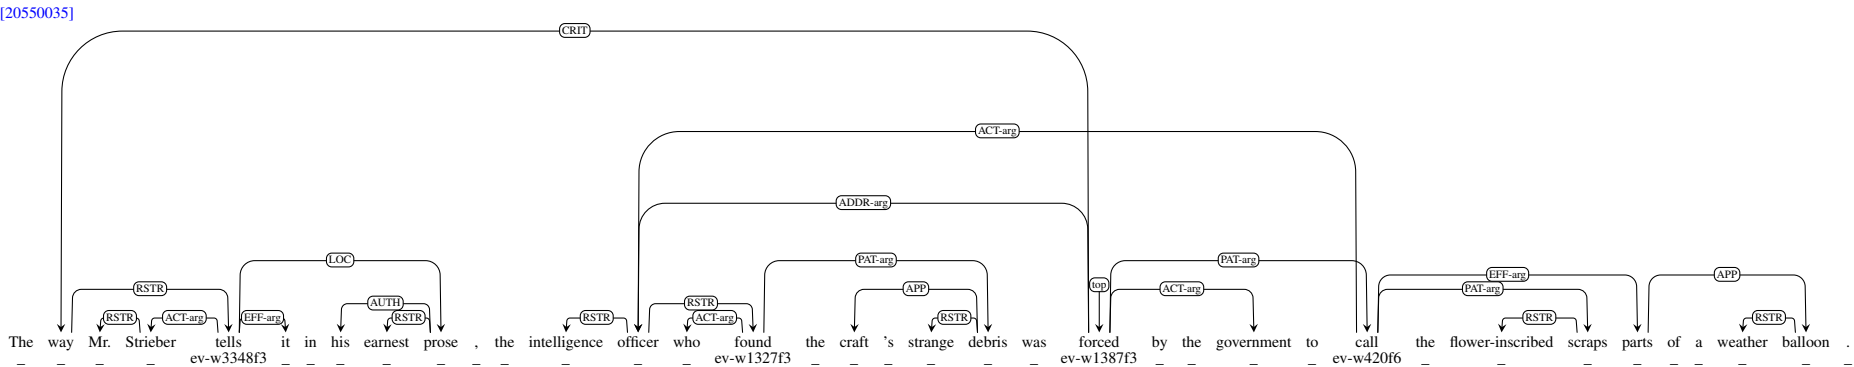 [20550035]
CRIT
ACT-arg
ADDR-arg
LOC PAT-arg PAT-arg
EFF-arg APP
RSTR APP top ACT-arg PAT-arg
AUTH RSTR
RSTR ACT-arg EFF-arg RSTR RSTR ACT-arg RSTR RSTR RSTR
The way Mr. Strieber tells it in his earnest prose , the intelligence officer who found the craft 's strange debris was forced by the government to call the flower-inscribed scraps parts of a weather balloon .
_ _ _ _ ev-w3348f3 _ _ _ _ _ _ _ _ _ _ ev-w1327f3 _ _ _ _ _ _ ev-w1387f3 _ _ _ _ ev-w420f6 _ _ _ _ _ _ _ _ _